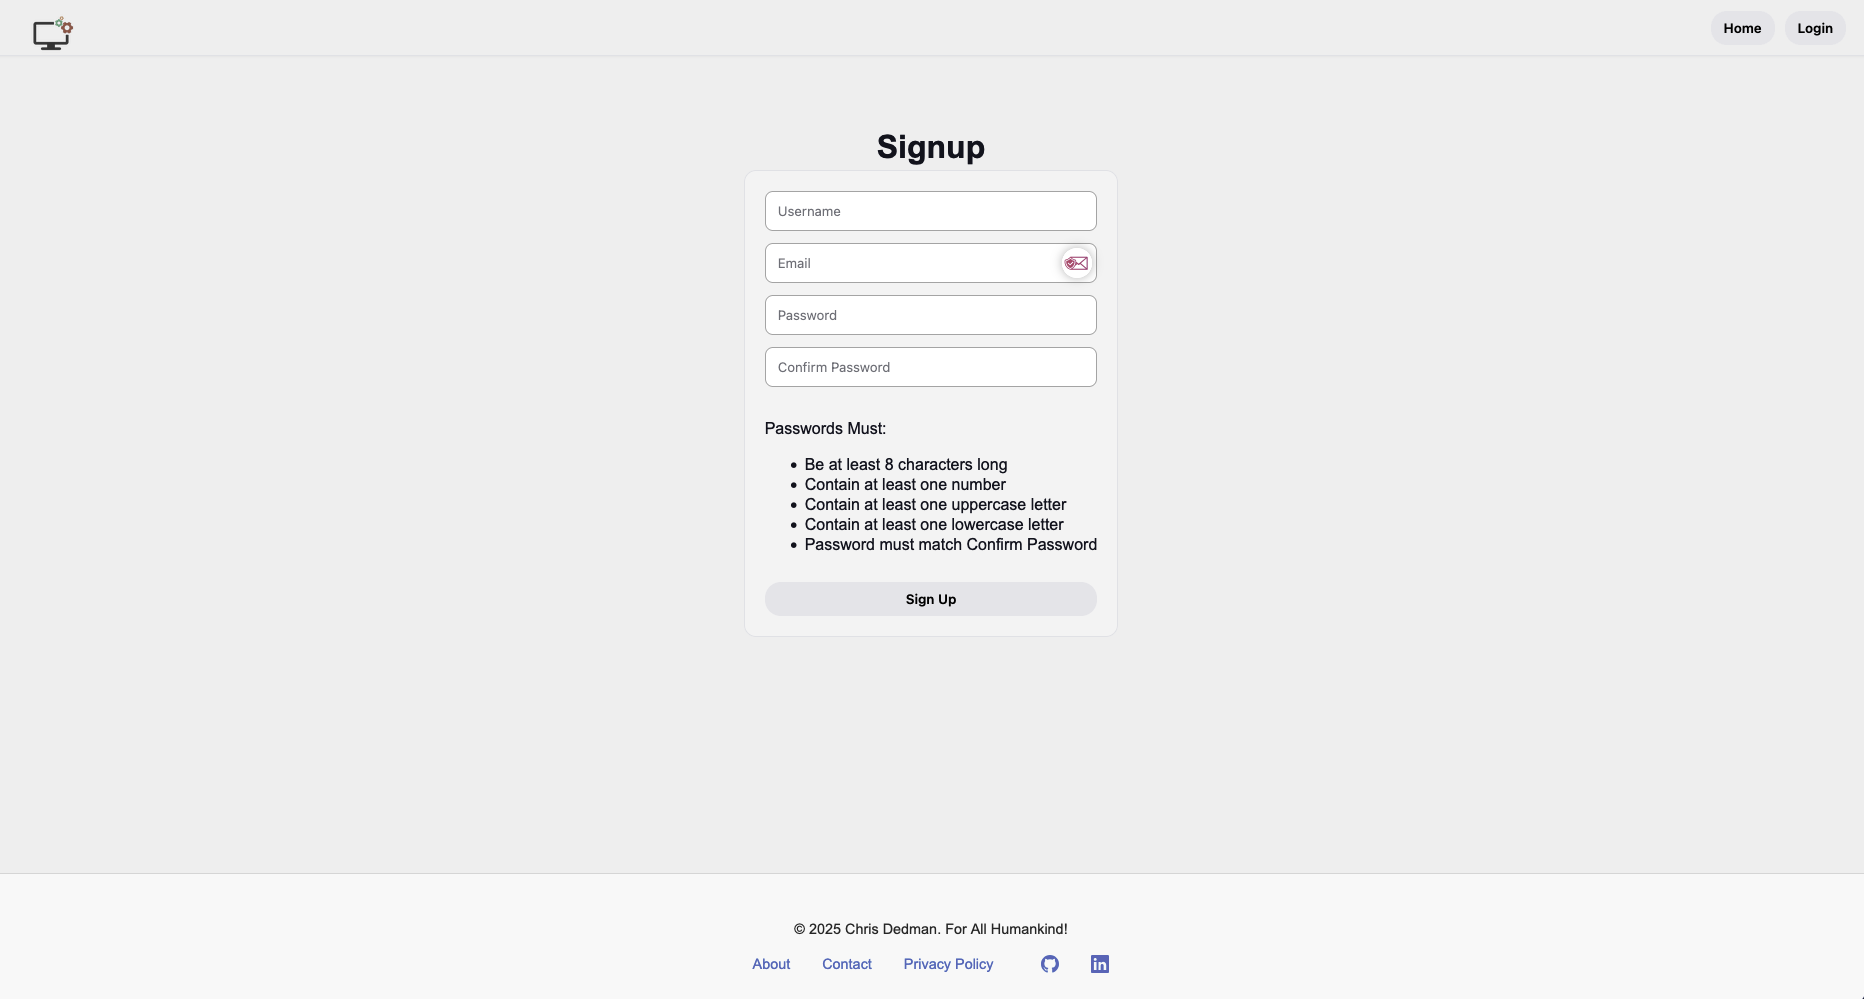 Home
Login
Signup
Username
Email
Password
Confirm Password
Passwords Must:
• Be at least 8 characters long
• Contain at least one number
• Contain at least one uppercase letter
• Contain at least one lowercase letter
• Password must match Confirm Password
Sign Up
© 2025 Chris Dedman. For All Humankind!
About
Contact
Privacy Policy
in